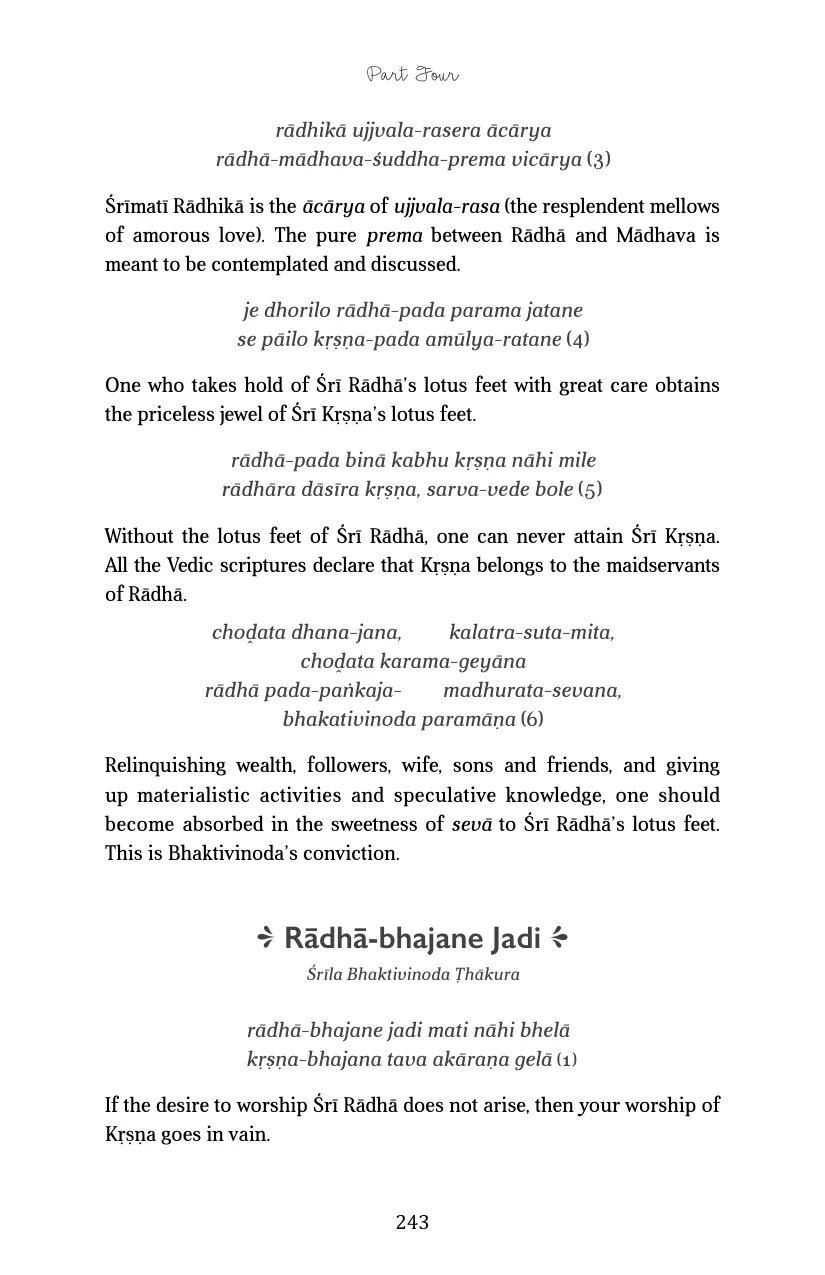 Part Four
rādhikā ujjvala-rasera ācārya
rādhā-mādhava-śuddha-prema vicārya (3)
Śrīmatī Rādhikā is the ācārya of ujjvala-rasa (the resplendent mellows
of amorous love). The pure prema between Rādhā and Mādhava is
meant to be contemplated and discussed.
je dhorilo rādhā-pada parama jatane
se pāilo kṛṣṇa-pada amūlya-ratane (4)
One who takes hold of Śrī Rādhā’s lotus feet with great care obtains
the priceless jewel of Śrī Kṛṣṇa’s lotus feet.
rādhā-pada binā kabhu kṛṣṇa nāhi mile
rādhāra dāsīra kṛṣṇa, sarva-vede bole (5)
Without the lotus feet of Śrī Rādhā, one can never attain Śrī Kṛṣṇa.
All the Vedic scriptures declare that Kṛṣṇa belongs to the maidservants
of Rādhā.
choḓata dhana-jana, kalatra-suta-mita,
choḓata karama-geyāna
rādhā pada-paṅkaja- madhurata-sevana,
bhakativinoda paramāṇa (6)
Relinquishing wealth, followers, wife, sons and friends, and giving
up materialistic activities and speculative knowledge, one should
become absorbed in the sweetness of sevā to Śrī Rādhā’s lotus feet.
This is Bhaktivinoda’s conviction.
Rādhā-bhajane Jadi
Śrīla Bhaktivinoda Ṭhākura
rādhā-bhajane jadi mati nāhi bhelā
kṛṣṇa-bhajana tava akāraṇa gelā (1)
If the desire to worship Śrī Rādhā does not arise, then your worship of
Kṛṣṇa goes in vain.
243